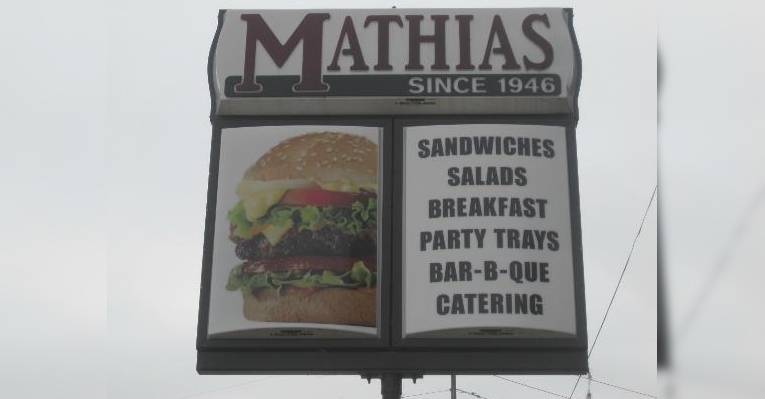 MATHIAS
SINCE 1946
SANDWICHES
SALADS
BREAKFAST
PARTY TRAYS
BAR-B-QUE
CATERING